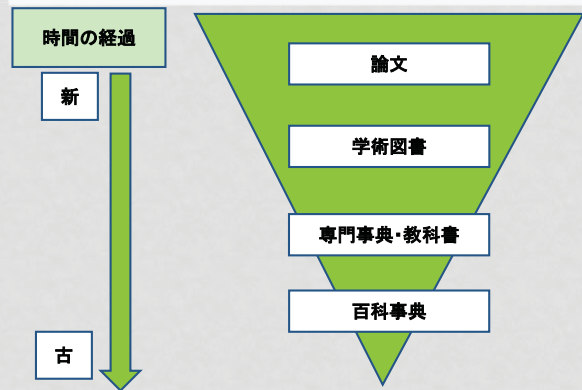 時間の経過
新
古
論文
学術図書
専門事典・教科書
百科事典